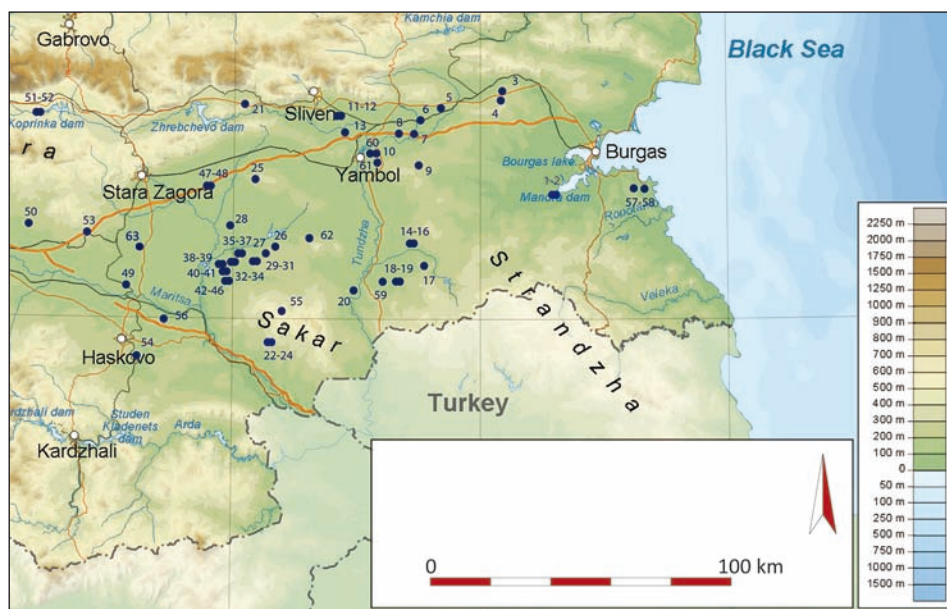 Kamchia dam
Gabrovo
Black Sea
51-52
21
3
Koprinka dam
Zhrebchevo dam
Sliven
11-12
6
5
4
13
8
7
Burgas
ra
60
10
61
Yambol
9
Bourgas lake
Stara Zagora
47-48
25
1-2
Mandra dam
57-58
50
53
28
Tundzha
63
35-37
27
26
62
14-16
38-39
29-31
40-41
32-34
18-19
17
49
42-46
20
59
Veleka
Maritsa
55
56
Sakar
Strandzha
Haskovo
54
22-24
Turkey
rdzhali dam
Studen
Kladenets
dam
Arda
Kardzhali
0
100 km
2250 m
2000 m
1750 m
1500 m
1250 m
1000 m
900 m
800 m
700 m
600 m
500 m
400 m
300 m
200 m
100 m
0
50 m
100 m
250 m
500 m
750 m
1000 m
1500 m